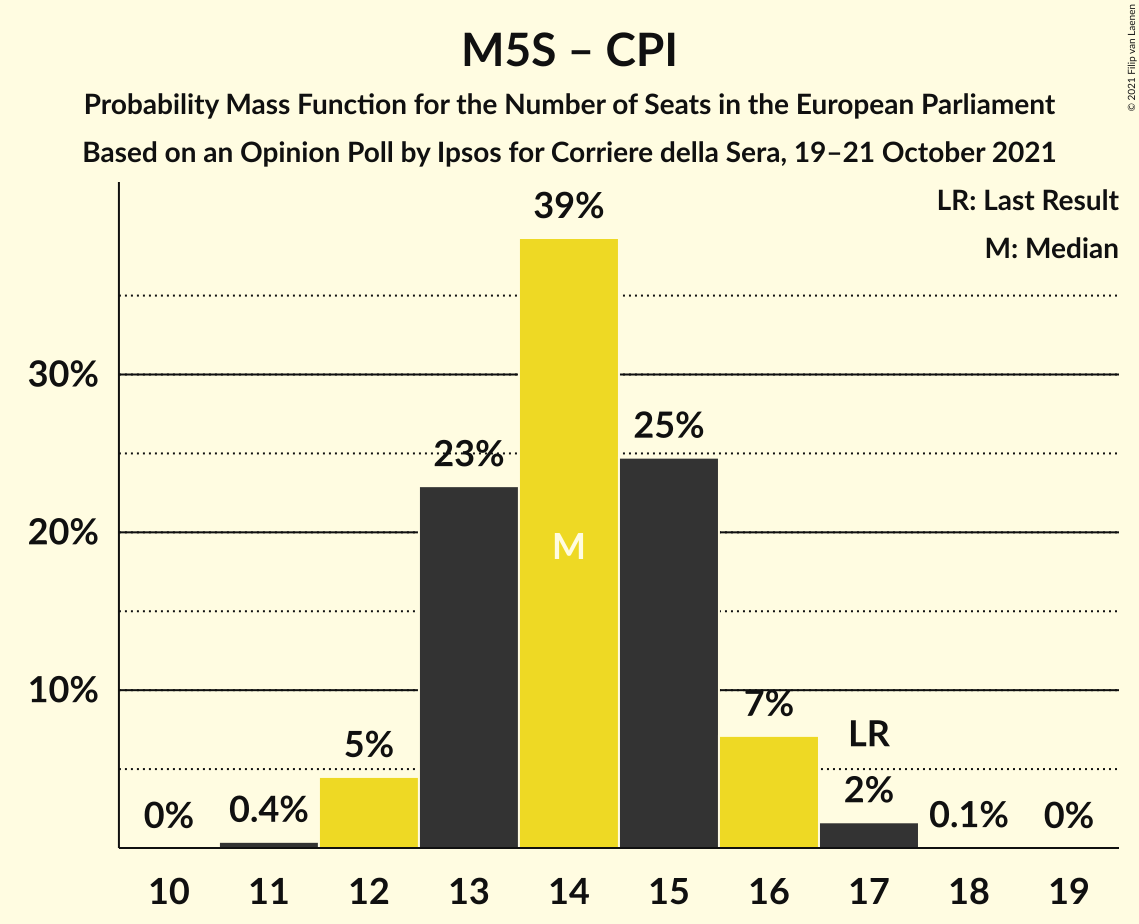 M5S – CPI
Probability Mass Function for the Number of Seats in the European Parliament
Based on an Opinion Poll by Ipsos for Corriere della Sera, 19–21 October 2021
© 2021 Filip van Laenen
LR: Last Result
M: Median
39%
30%
25%
23%
20%
M
10%
7%
LR
5%
2%
0%
0.4%
0.1%
0%
10 11 12 13 14 15 16 17 18 19